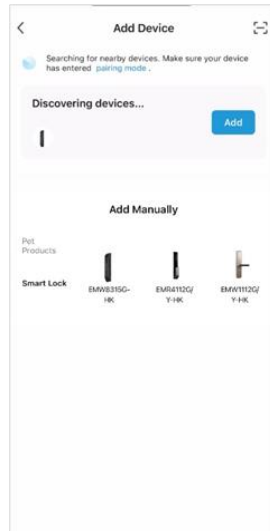 Add Device
Searching for nearby devices. Make sure your device
has entered pairing mode .
Discovering devices...
Add
Add Manually
Pet
Products
Smart Lock
EMW8315G-
HK
EMR4112G/
Y-HK
EMW1112G/
Y-HK